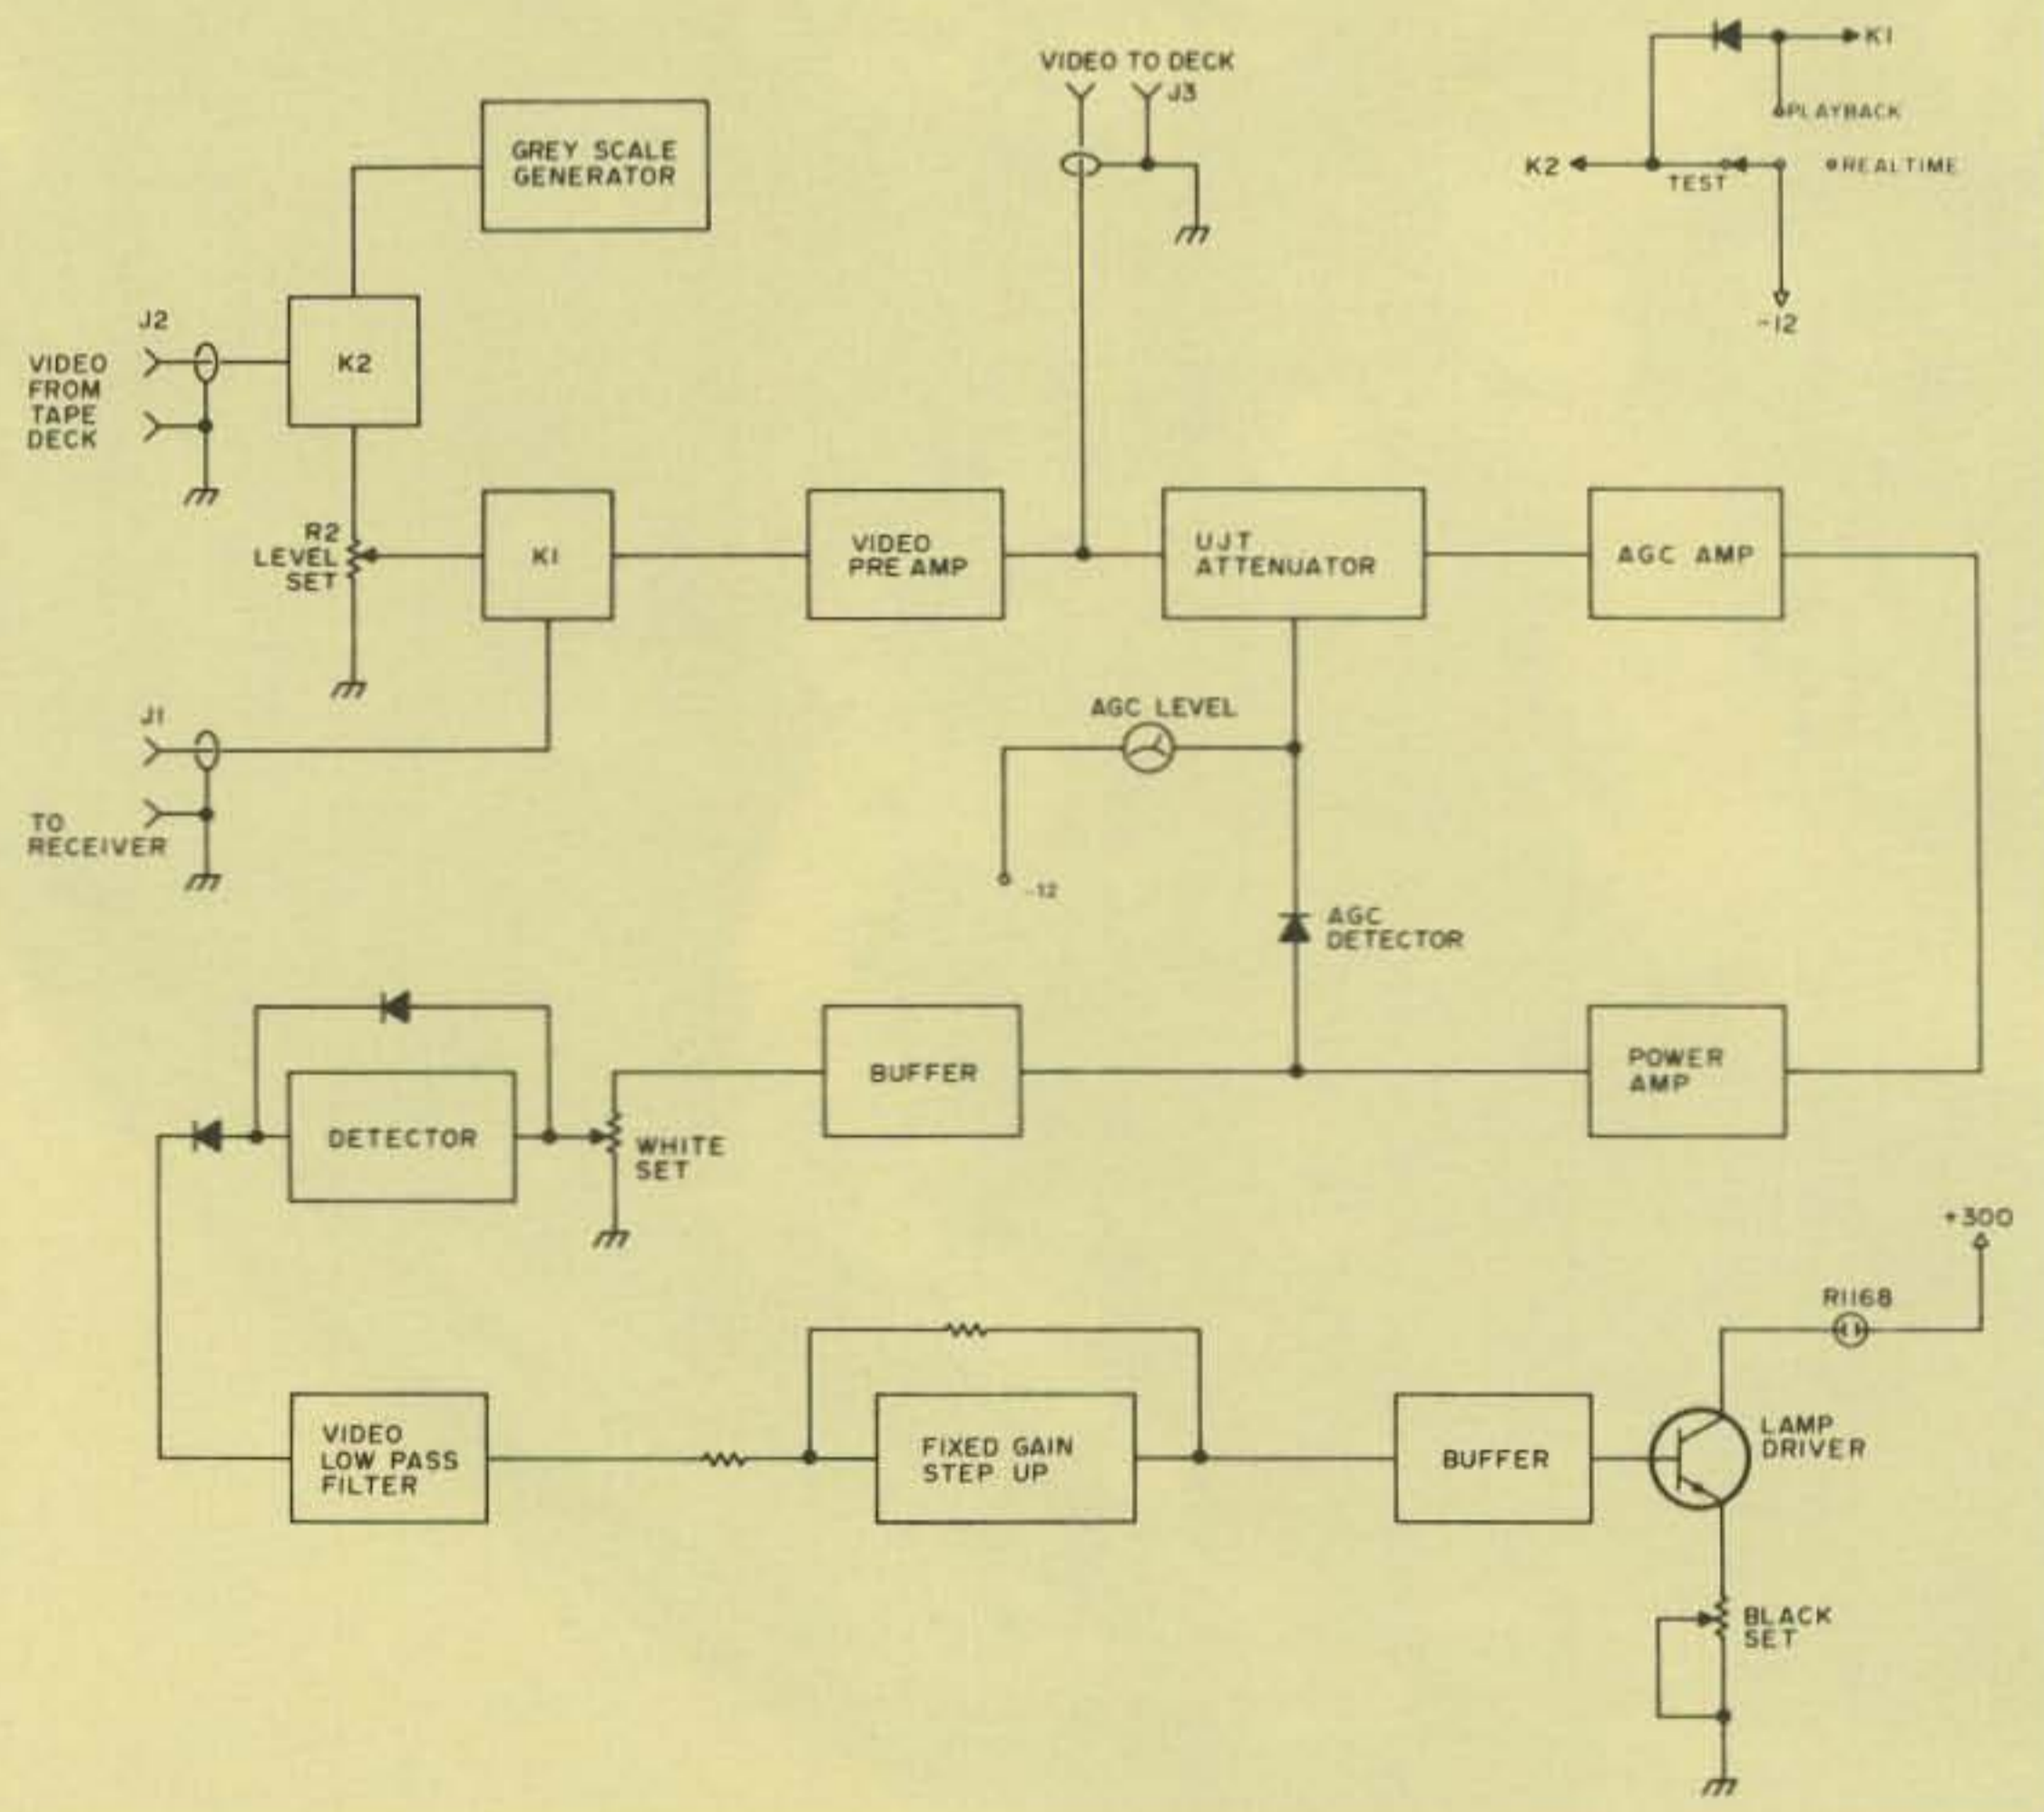 VIDEO TO DECK
J3
K1
PLAYBACK
K2
TEST
REALTIME
-12
GREY SCALE
GENERATOR
J2
VIDEO
FROM
TAPE
DECK
K2
R2
LEVEL
SET
K1
VIDEO
PRE AMP
UJT
ATTENUATOR
AGC AMP
J1
TO
RECEIVER
AGC LEVEL
-12
AGC
DETECTOR
DETECTOR
WHITE
SET
BUFFER
POWER
AMP
+300
R1168
VIDEO
LOW PASS
FILTER
FIXED GAIN
STEP UP
BUFFER
LAMP
DRIVER
BLACK
SET